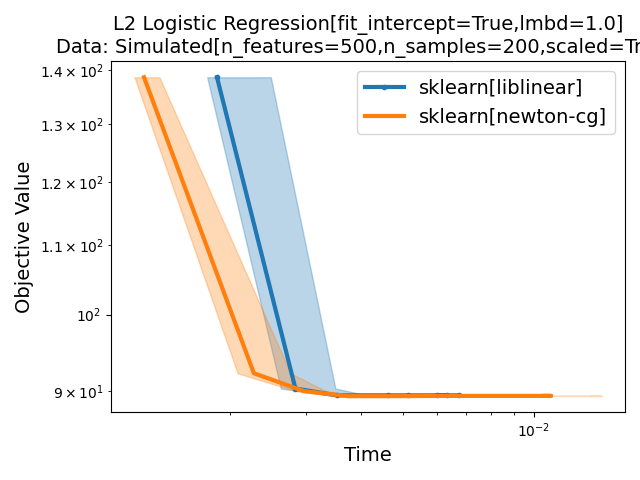 L2 Logistic Regression[fit_intercept=True,lmbd=1.0]
Data: Simulated[n_features=500,n_samples=200,scaled=Tr
1.4 × 10²
1.3 × 10²
1.2 × 10²
1.1 × 10²
10²
9 × 10¹
Objective Value
sklearn[liblinear]
sklearn[newton-cg]
10⁻²
Time